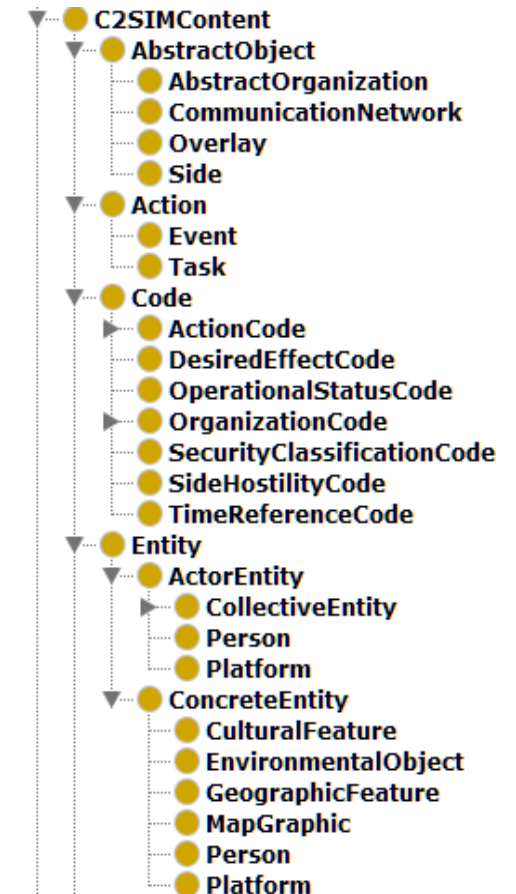 C2SIMContent
AbstractObject
AbstractOrganization
CommunicationNetwork
Overlay
Side
Action
Event
Task
Code
ActionCode
DesiredEffectCode
OperationalStatusCode
OrganizationCode
SecurityClassificationCode
SideHostilityCode
TimeReferenceCode
Entity
ActorEntity
CollectiveEntity
Person
Platform
ConcreteEntity
CulturalFeature
EnvironmentalObject
GeographicFeature
MapGraphic
Person
Platform